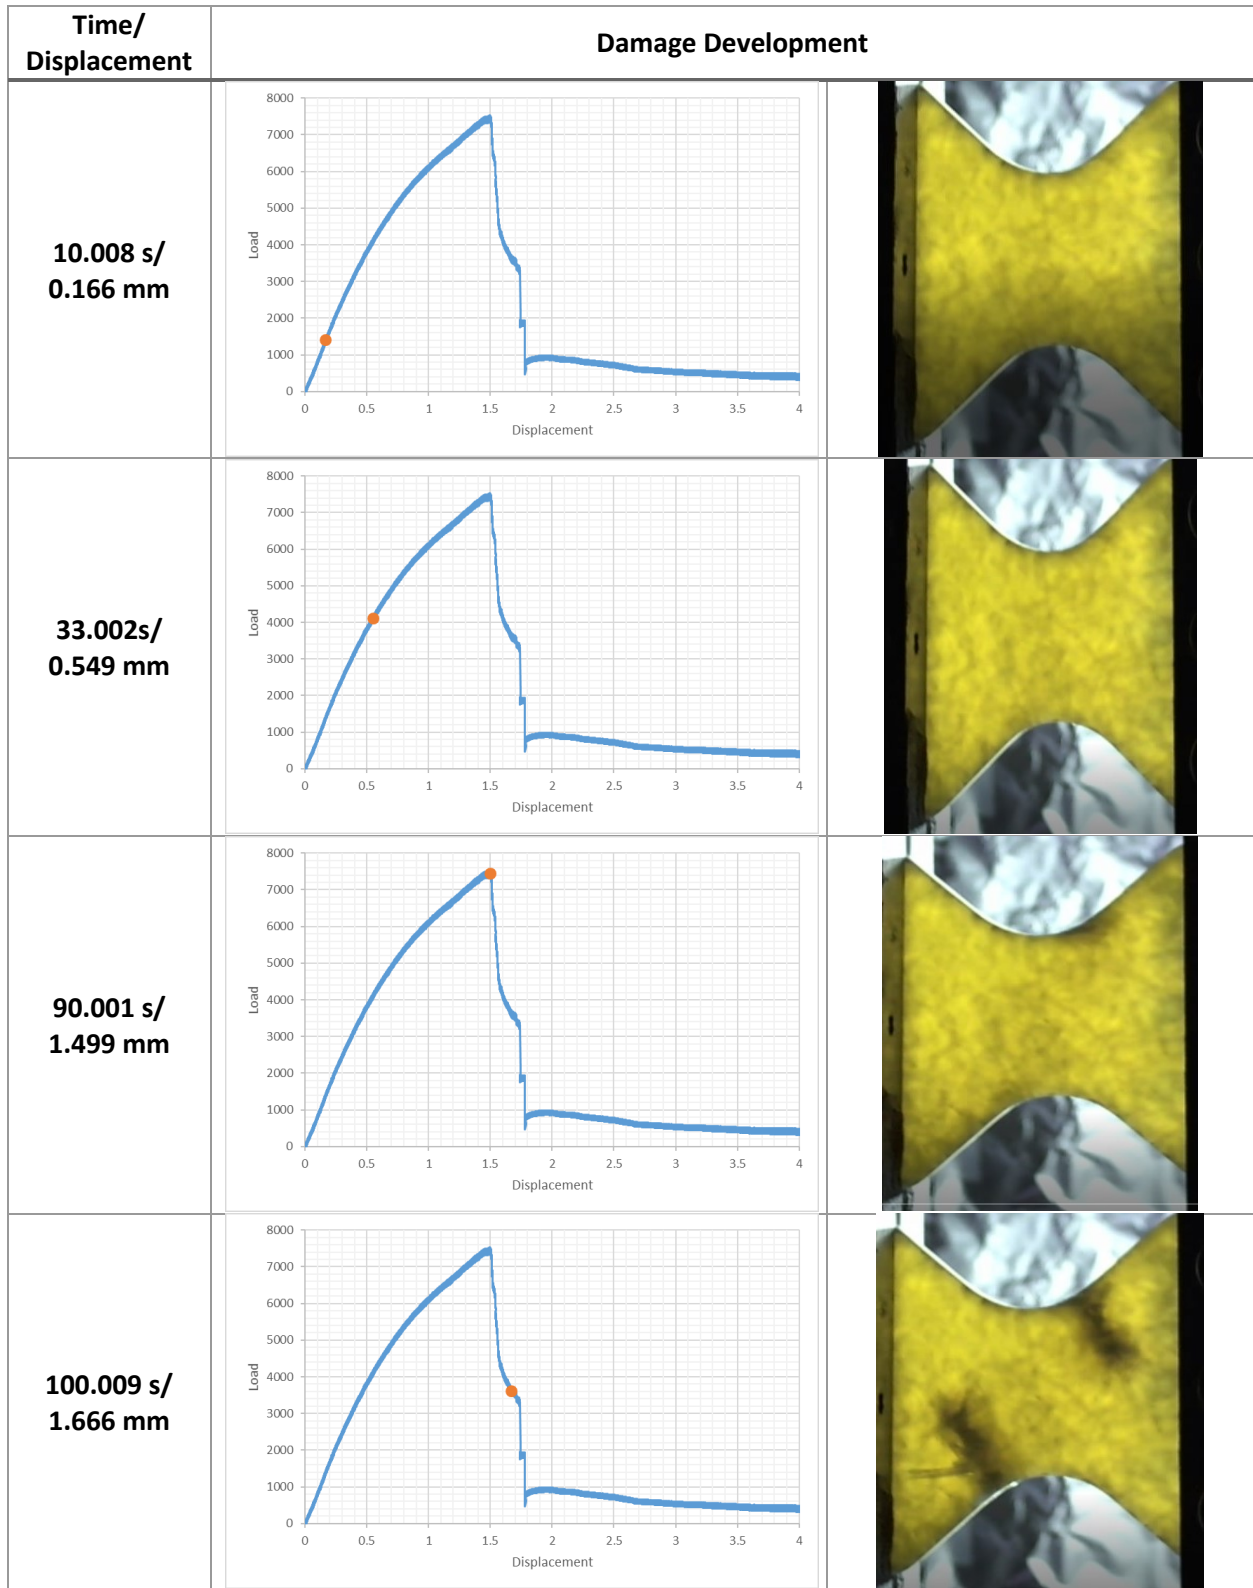 Time/
Displacement
Damage Development
10.008 s/
0.166 mm
8000
7000
6000
5000
4000
3000
2000
1000
0
Load
0 0.5 1 1.5 2 2.5 3 3.5 4
Displacement
33.002s/
0.549 mm
8000
7000
6000
5000
4000
3000
2000
1000
0
Load
0 0.5 1 1.5 2 2.5 3 3.5 4
Displacement
90.001 s/
1.499 mm
8000
7000
6000
5000
4000
3000
2000
1000
0
Load
0 0.5 1 1.5 2 2.5 3 3.5 4
Displacement
100.009 s/
1.666 mm
8000
7000
6000
5000
4000
3000
2000
1000
0
Load
0 0.5 1 1.5 2 2.5 3 3.5 4
Displacement